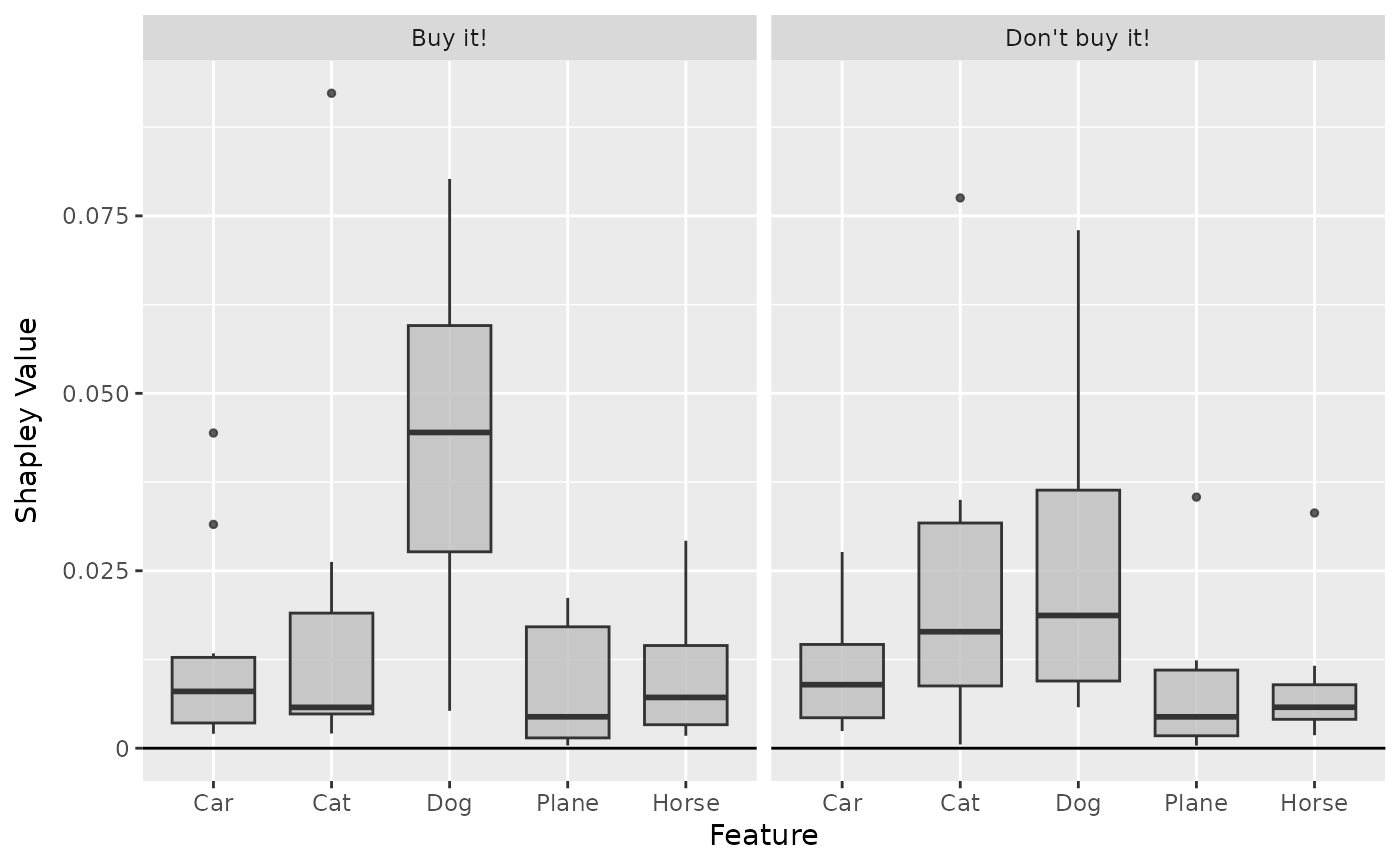 Buy it!
Don't buy it!
Shapley Value
0.075
0.050
0.025
0
Car Cat Dog Plane Horse
Car Cat Dog Plane Horse
Feature